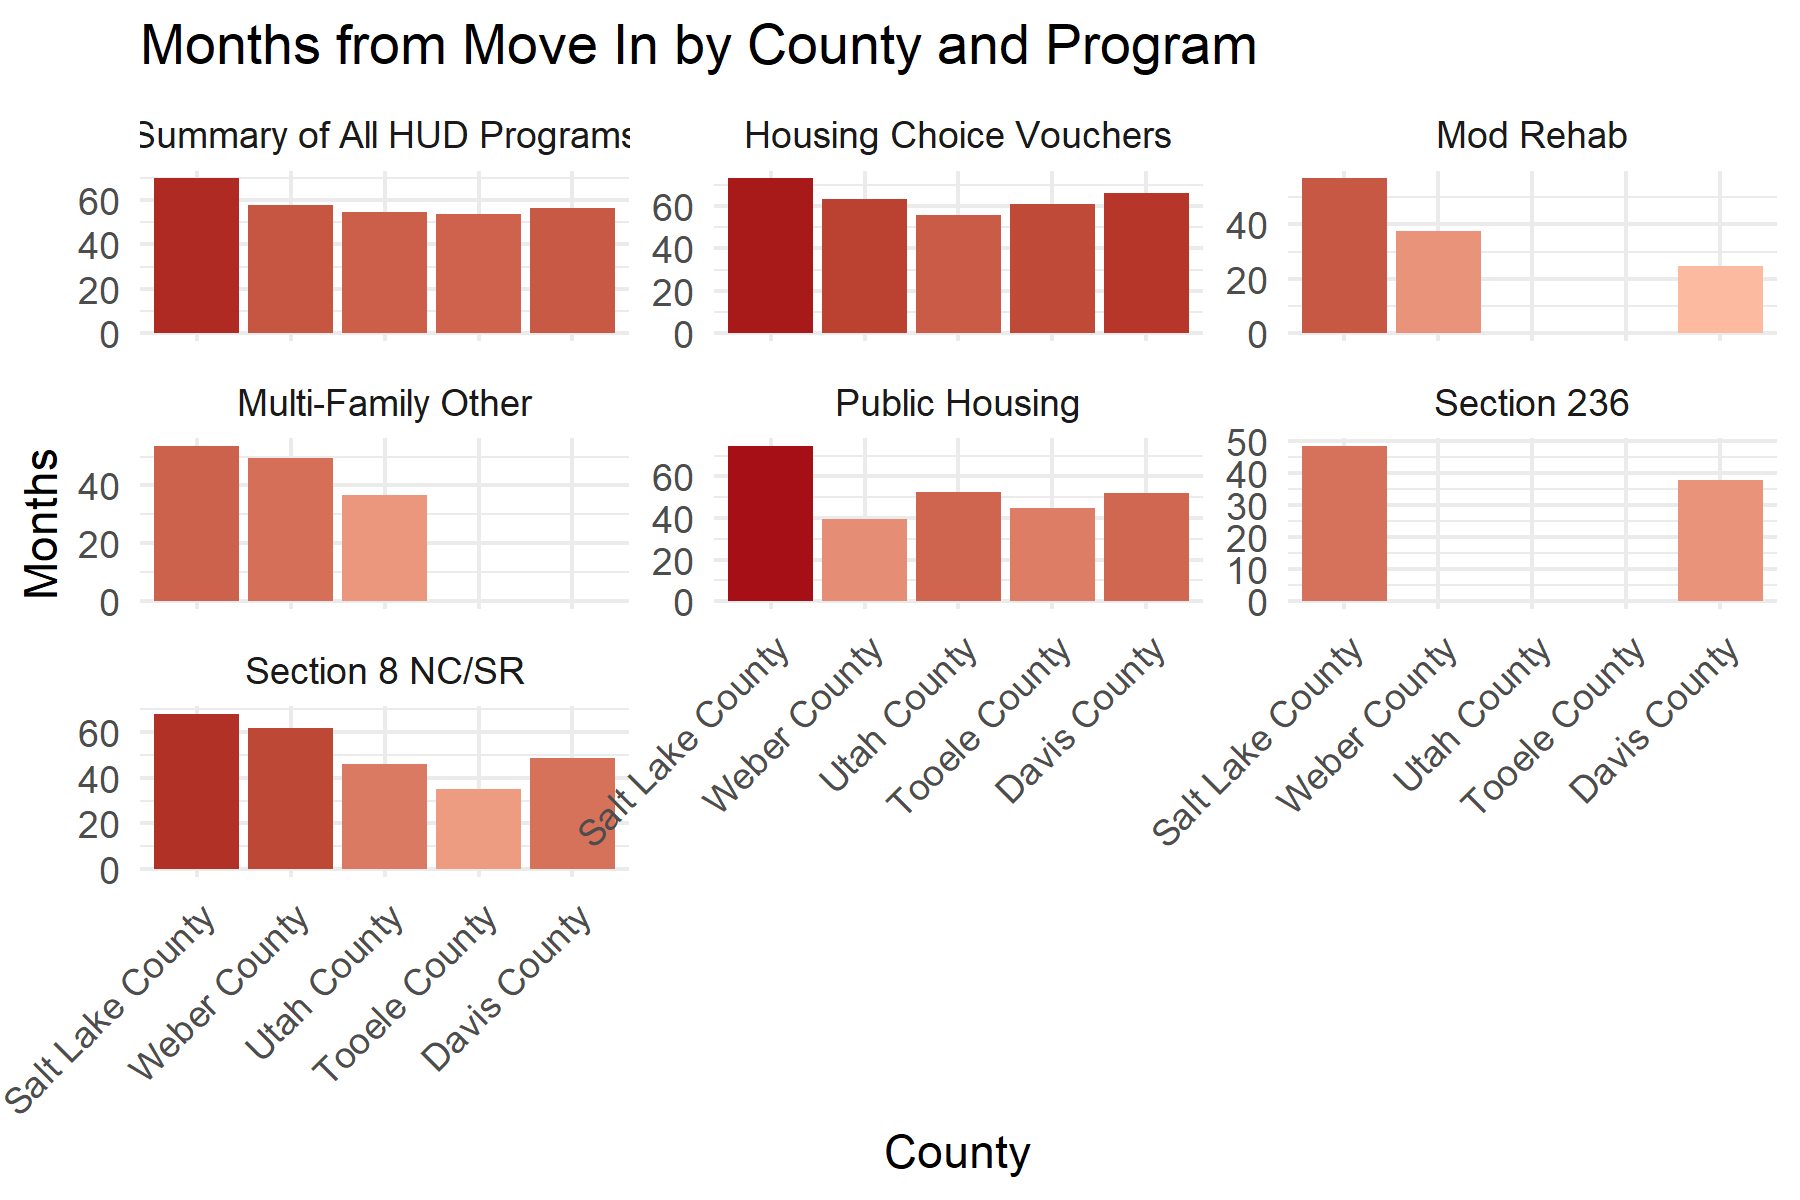 Months from Move In by County and Program
Summary of All HUD Programs
Housing Choice Vouchers
Mod Rehab
60
40
20
0
60
40
20
0
40
20
0
Multi-Family Other
Public Housing
Section 236
40
20
0
60
40
20
0
50
40
30
20
10
0
Months
Salt Lake County
Weber County
Utah County
Tooele County
Davis County
Salt Lake County
Weber County
Utah County
Tooele County
Davis County
Section 8 NC/SR
60
40
20
0
Salt Lake County
Weber County
Utah County
Tooele County
Davis County
County